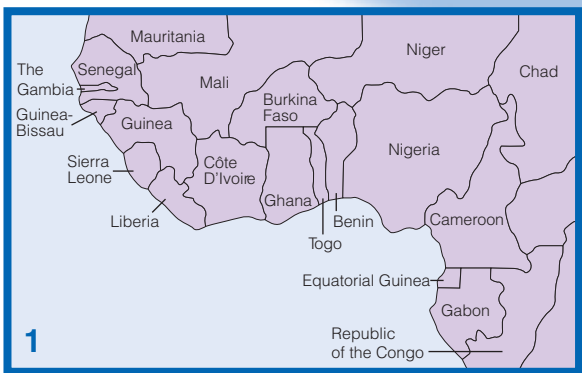 Mauritania
Niger
Chad
The
Gambia
Senegal
Mali
Guinea-
Bissau
Guinea
Burkina
Faso
Nigeria
Sierra
Leone
Côte
D'Ivoire
Ghana
Liberia
Togo
Benin
Cameroon
Equatorial Guinea
Gabon
Republic
of the Congo
1